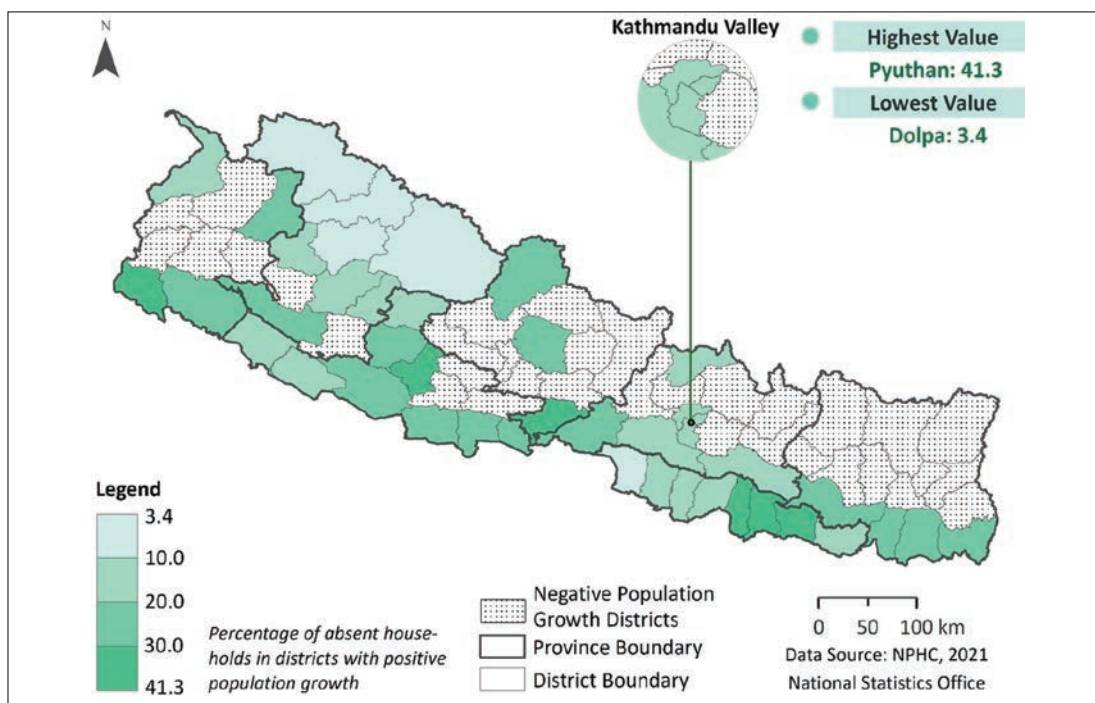 N
Kathmandu Valley
Highest Value
Pyuthan: 41.3
Lowest Value
Dolpa: 3.4
Legend
3.4
10.0
20.0
30.0
41.3
Percentage of absent house-
holds in districts with positive
population growth
Negative Population
Growth Districts
Province Boundary
District Boundary
0 50 100 km
Data Source: NPHC, 2021
National Statistics Office